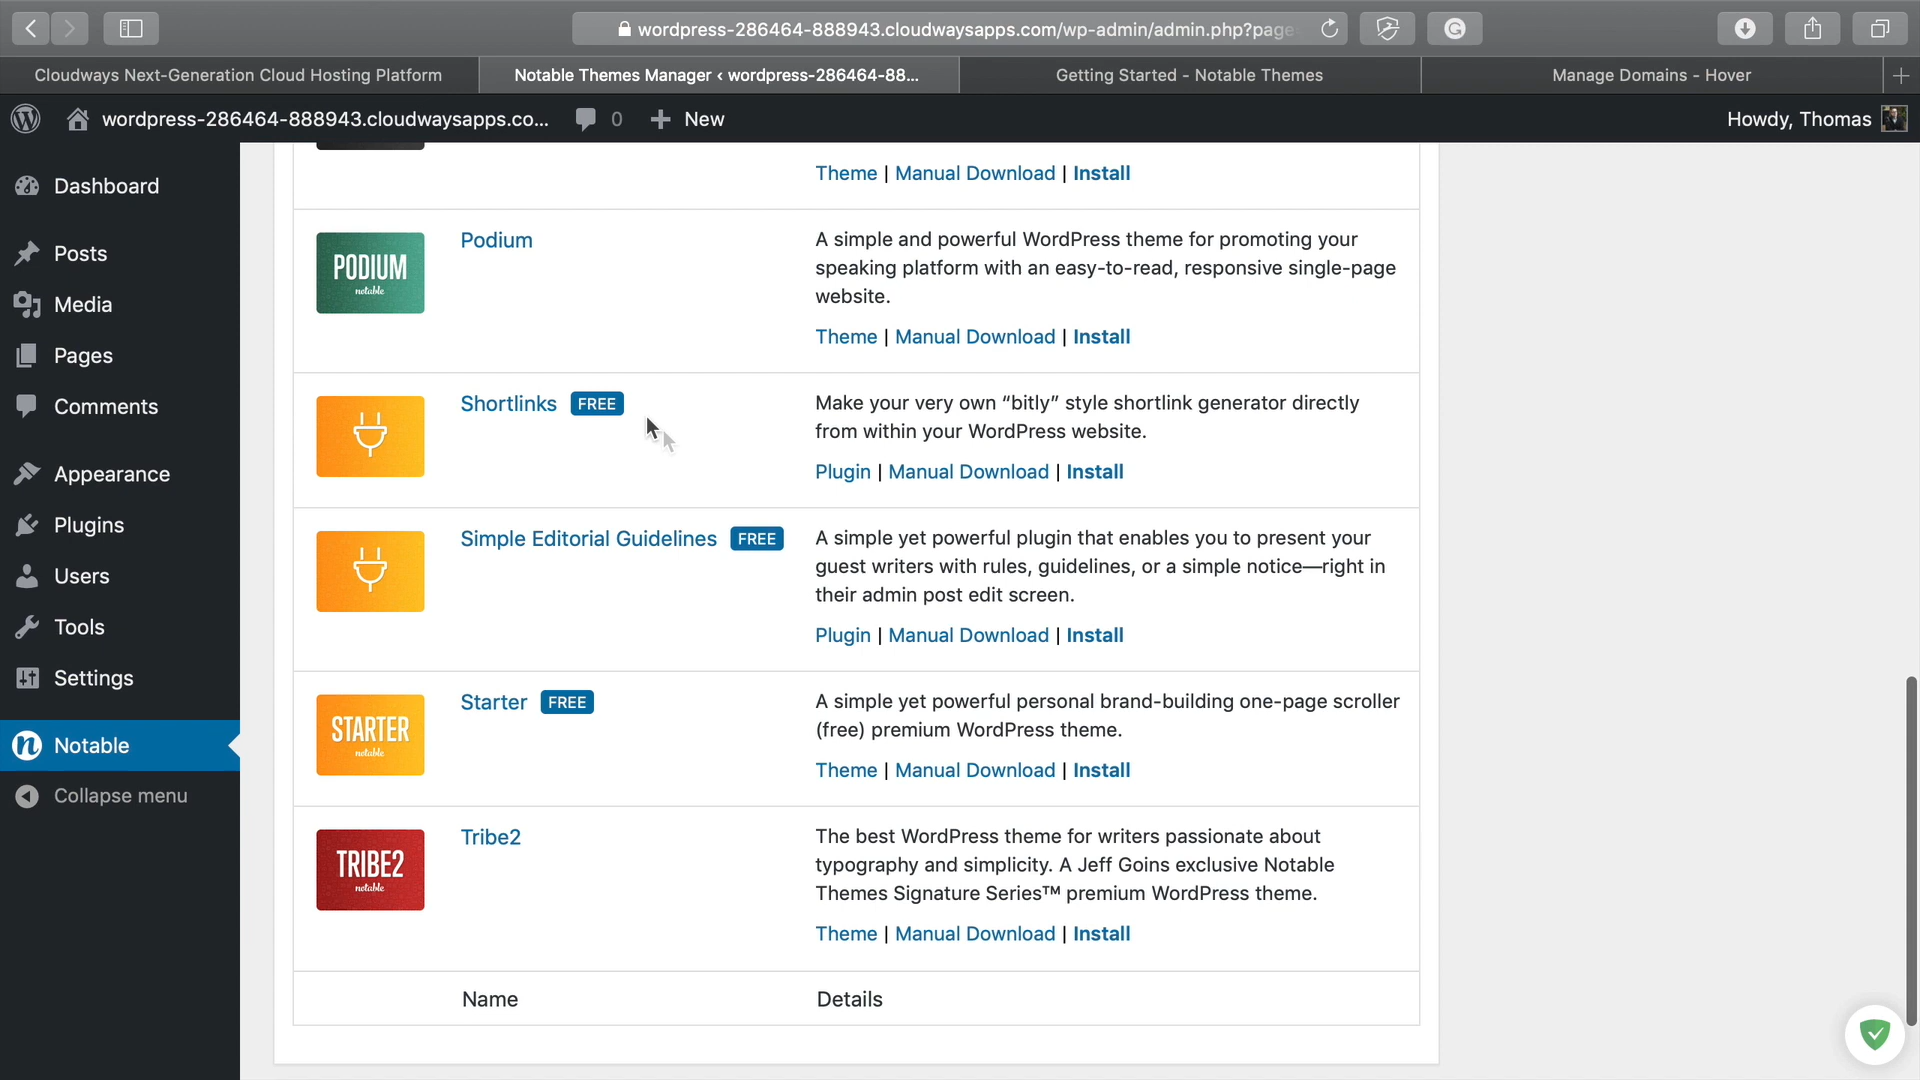 wordpress-286464-888943.cloudwaysapps.com/wp-admin/admin.php?page
Cloudways Next-Generation Cloud Hosting Platform
Notable Themes Manager ‹ wordpress-286464-88...
Getting Started - Notable Themes
Manage Domains - Hover
wordpress-286464-888943.cloudwaysapps.co...
0
New
Howdy, Thomas
Dashboard
Posts
Media
Pages
Comments
Appearance
Plugins
Users
Tools
Settings
Notable
Collapse menu
Theme | Manual Download | Install
PODIUM
notable
Podium
A simple and powerful WordPress theme for promoting your
speaking platform with an easy-to-read, responsive single-page
website.
Theme | Manual Download | Install
Shortlinks FREE
Make your very own “bitly” style shortlink generator directly
from within your WordPress website.
Plugin | Manual Download | Install
Simple Editorial Guidelines FREE
A simple yet powerful plugin that enables you to present your
guest writers with rules, guidelines, or a simple notice—right in
their admin post edit screen.
Plugin | Manual Download | Install
STARTER
notable
Starter FREE
A simple yet powerful personal brand-building one-page scroller
(free) premium WordPress theme.
Theme | Manual Download | Install
TRIBE2
notable
Tribe2
The best WordPress theme for writers passionate about
typography and simplicity. A Jeff Goins exclusive Notable
Themes Signature Series™ premium WordPress theme.
Theme | Manual Download | Install
Name
Details